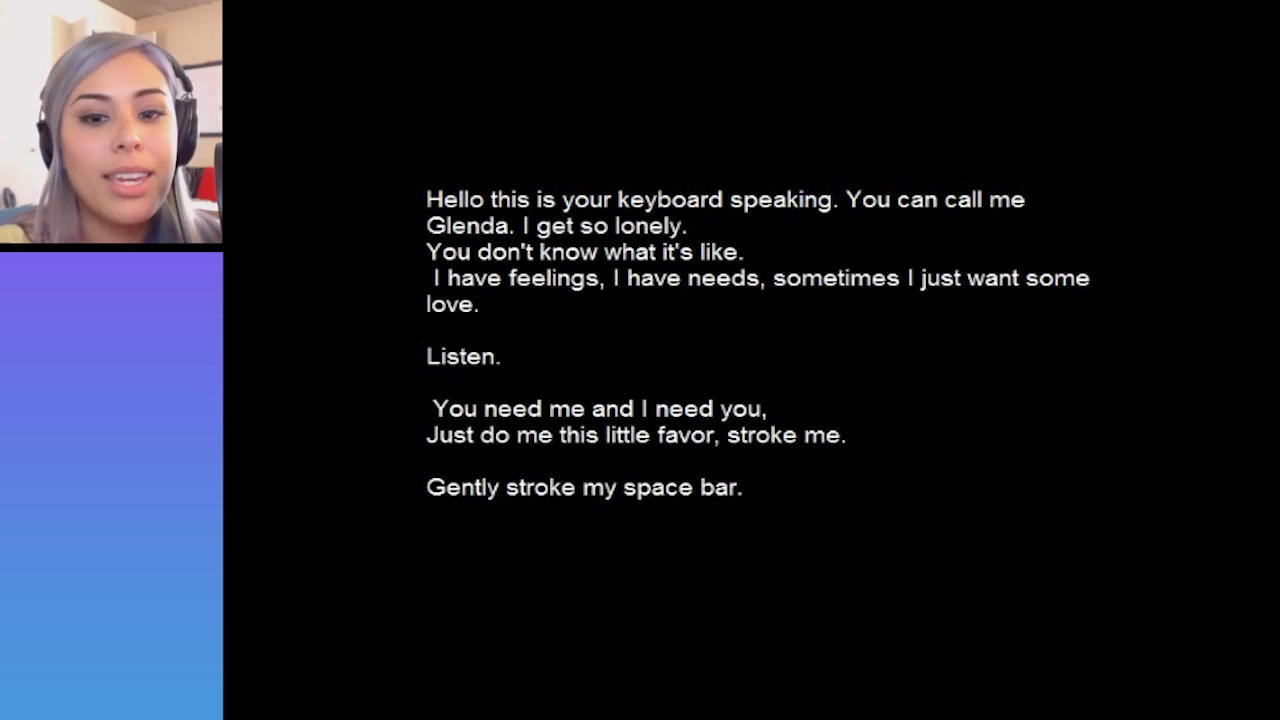 Hello this is your keyboard speaking. You can call me
Glenda. I get so lonely.
You don't know what it's like.
I have feelings, I have needs, sometimes I just want some
love.
Listen.
You need me and I need you,
Just do me this little favor, stroke me.
Gently stroke my space bar.